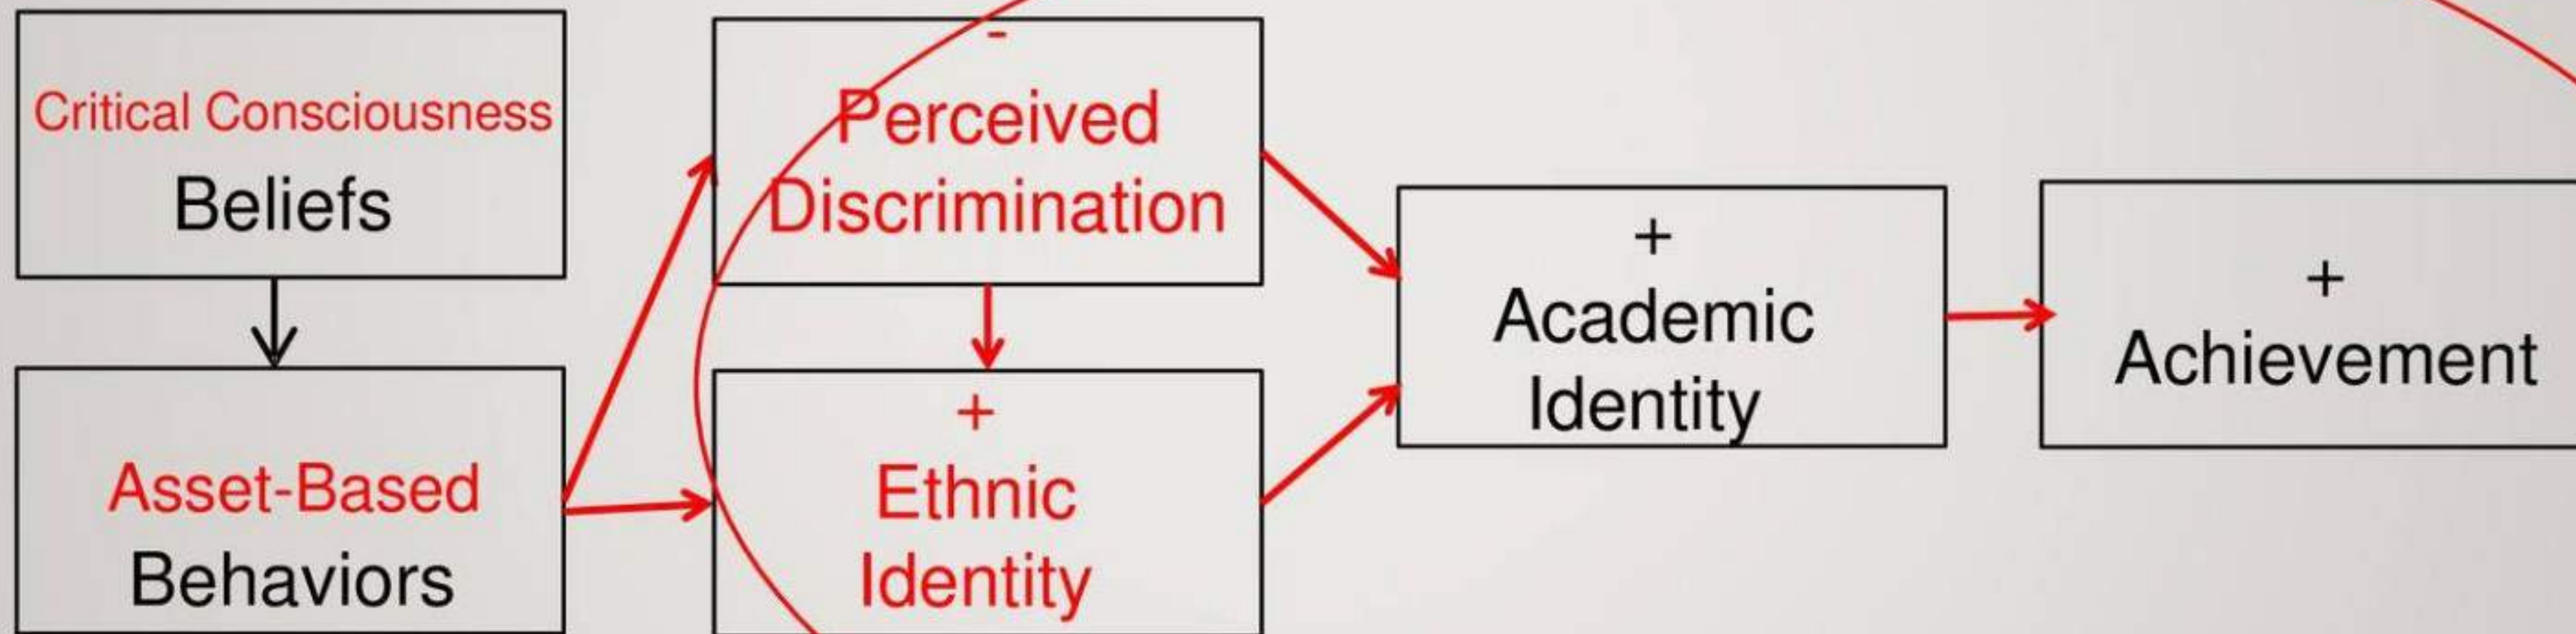 Critical Consciousness
Beliefs
Asset-Based
Behaviors
-
Perceived
Discrimination
+
Ethnic
Identity
+
Academic
Identity
+
Achievement